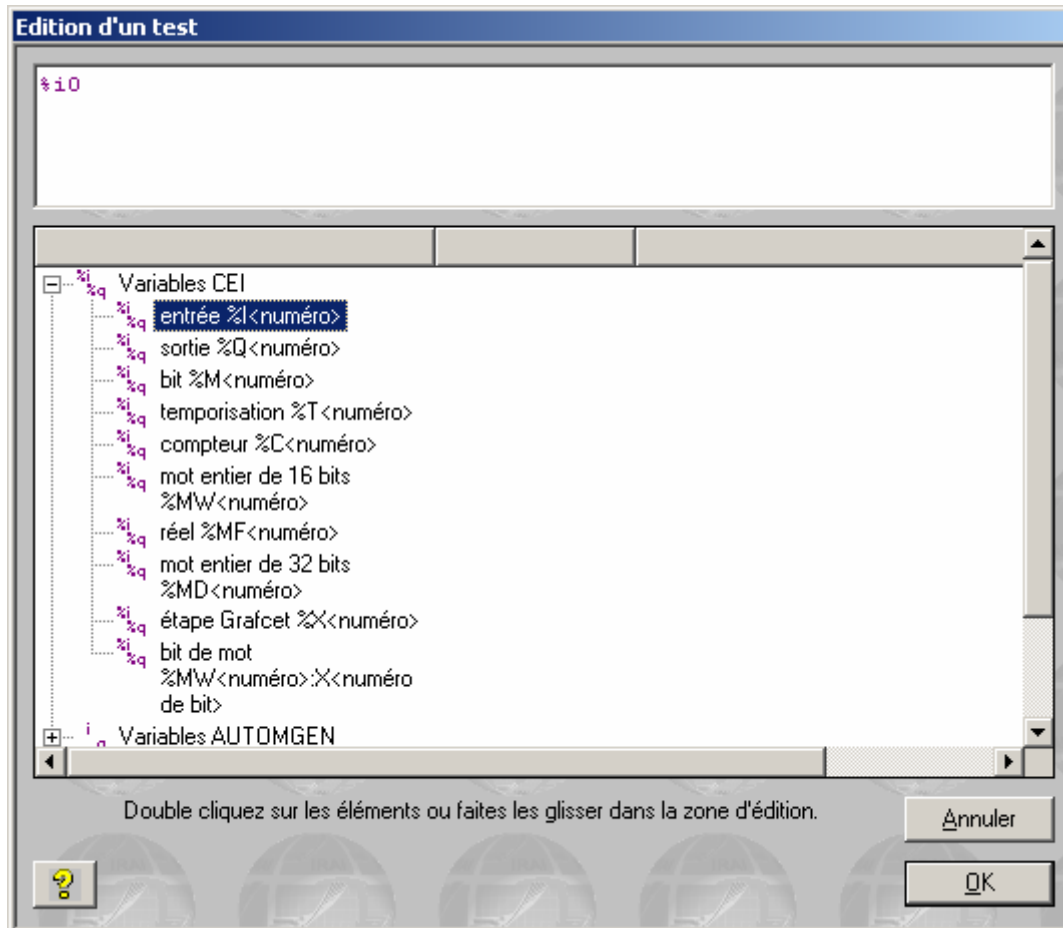 Edition d'un test
%i0
Variables CEI
entrée %I<numéro>
sortie %Q<numéro>
bit %M<numéro>
temporisation %T<numéro>
compteur %C<numéro>
mot entier de 16 bits
%MW<numéro>
réel %MF<numéro>
mot entier de 32 bits
%MD<numéro>
étape Grafcet %X<numéro>
bit de mot
%MW<numéro>:X<numéro
de bit>
Variables AUTOMGEN
Double cliquez sur les éléments ou faites les glisser dans la zone d'édition.
Annuler
OK